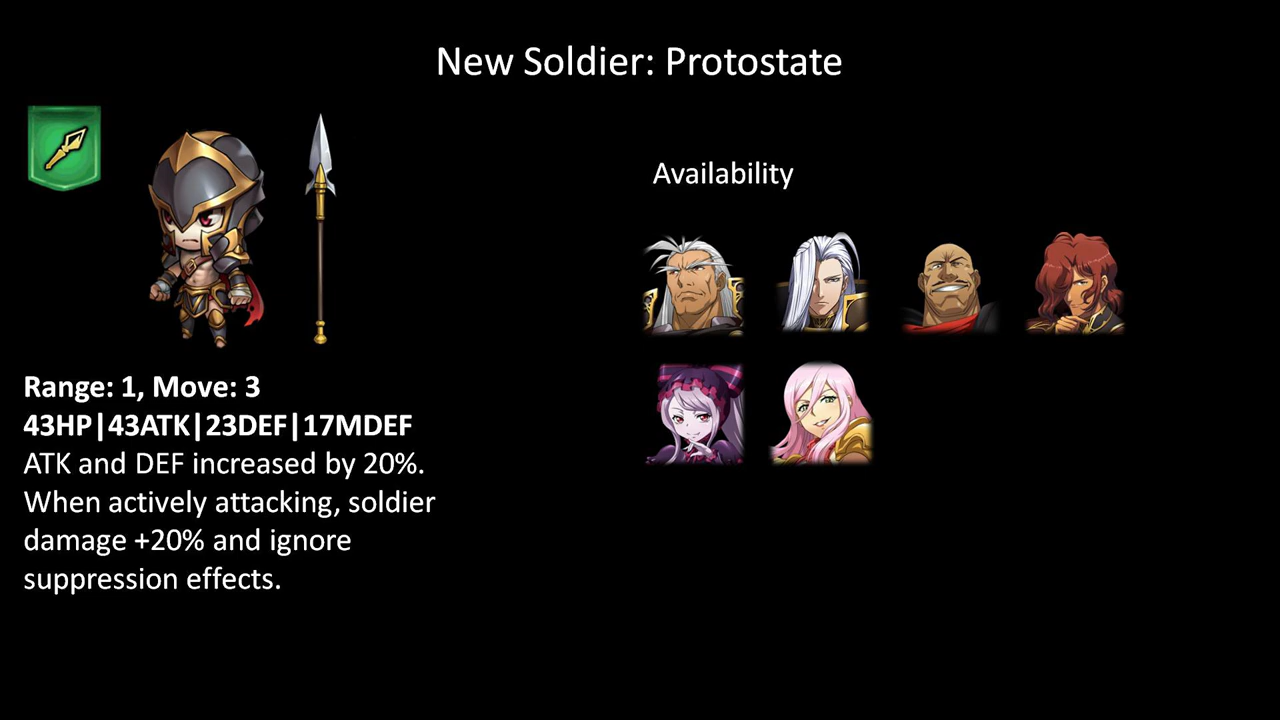 New Soldier: Protostate
Availability
Range: 1, Move: 3
43HP|43ATK|23DEF|17MDEF
ATK and DEF increased by 20%.
When actively attacking, soldier
damage +20% and ignore
suppression effects.